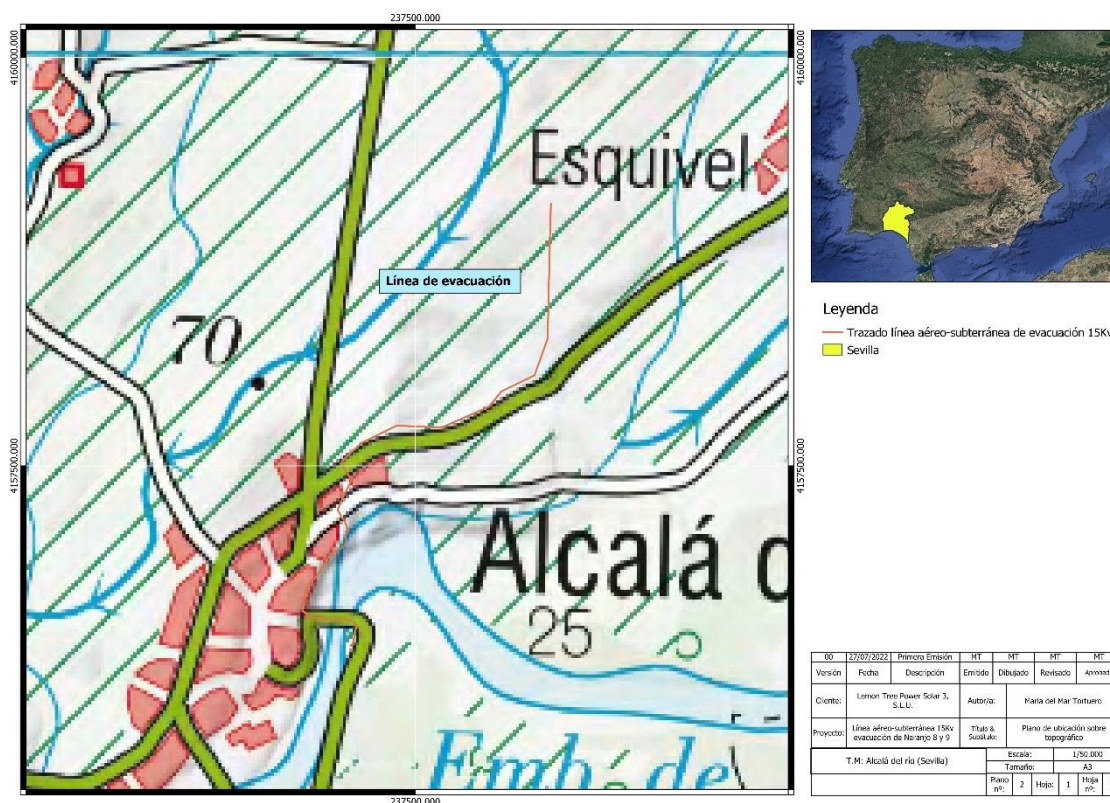 237500.000
4160000.000
4160000.000
Esquivel
Línea de evacuación
70
4157500.000
4157500.000
Alcalá d
25
Emb. de
237500.000
Leyenda
Trazado línea aéreo-subterránea de evacuación 15Kv
Sevilla
00 27/07/2022 Primera Emisión MT MT MT MT
Versión Fecha Descripción Emitido Dibujado Revisado Aprobad
Cliente: Lemon Tree Power Solar 3, S.L.U. Autor/a: Maria del Mar Tortuero
Proyecto: Línea aéreo-subterránea 15Kv evacuación de Naranjo 8 y 9 Título & Subtítulo: Plano de ubicación sobre topográfico
T.M: Alcalá del río (Sevilla) Escala: 1/50.000
Tamaño: A3
Plano nº: 2 Hoja: 1 Hoja nº: